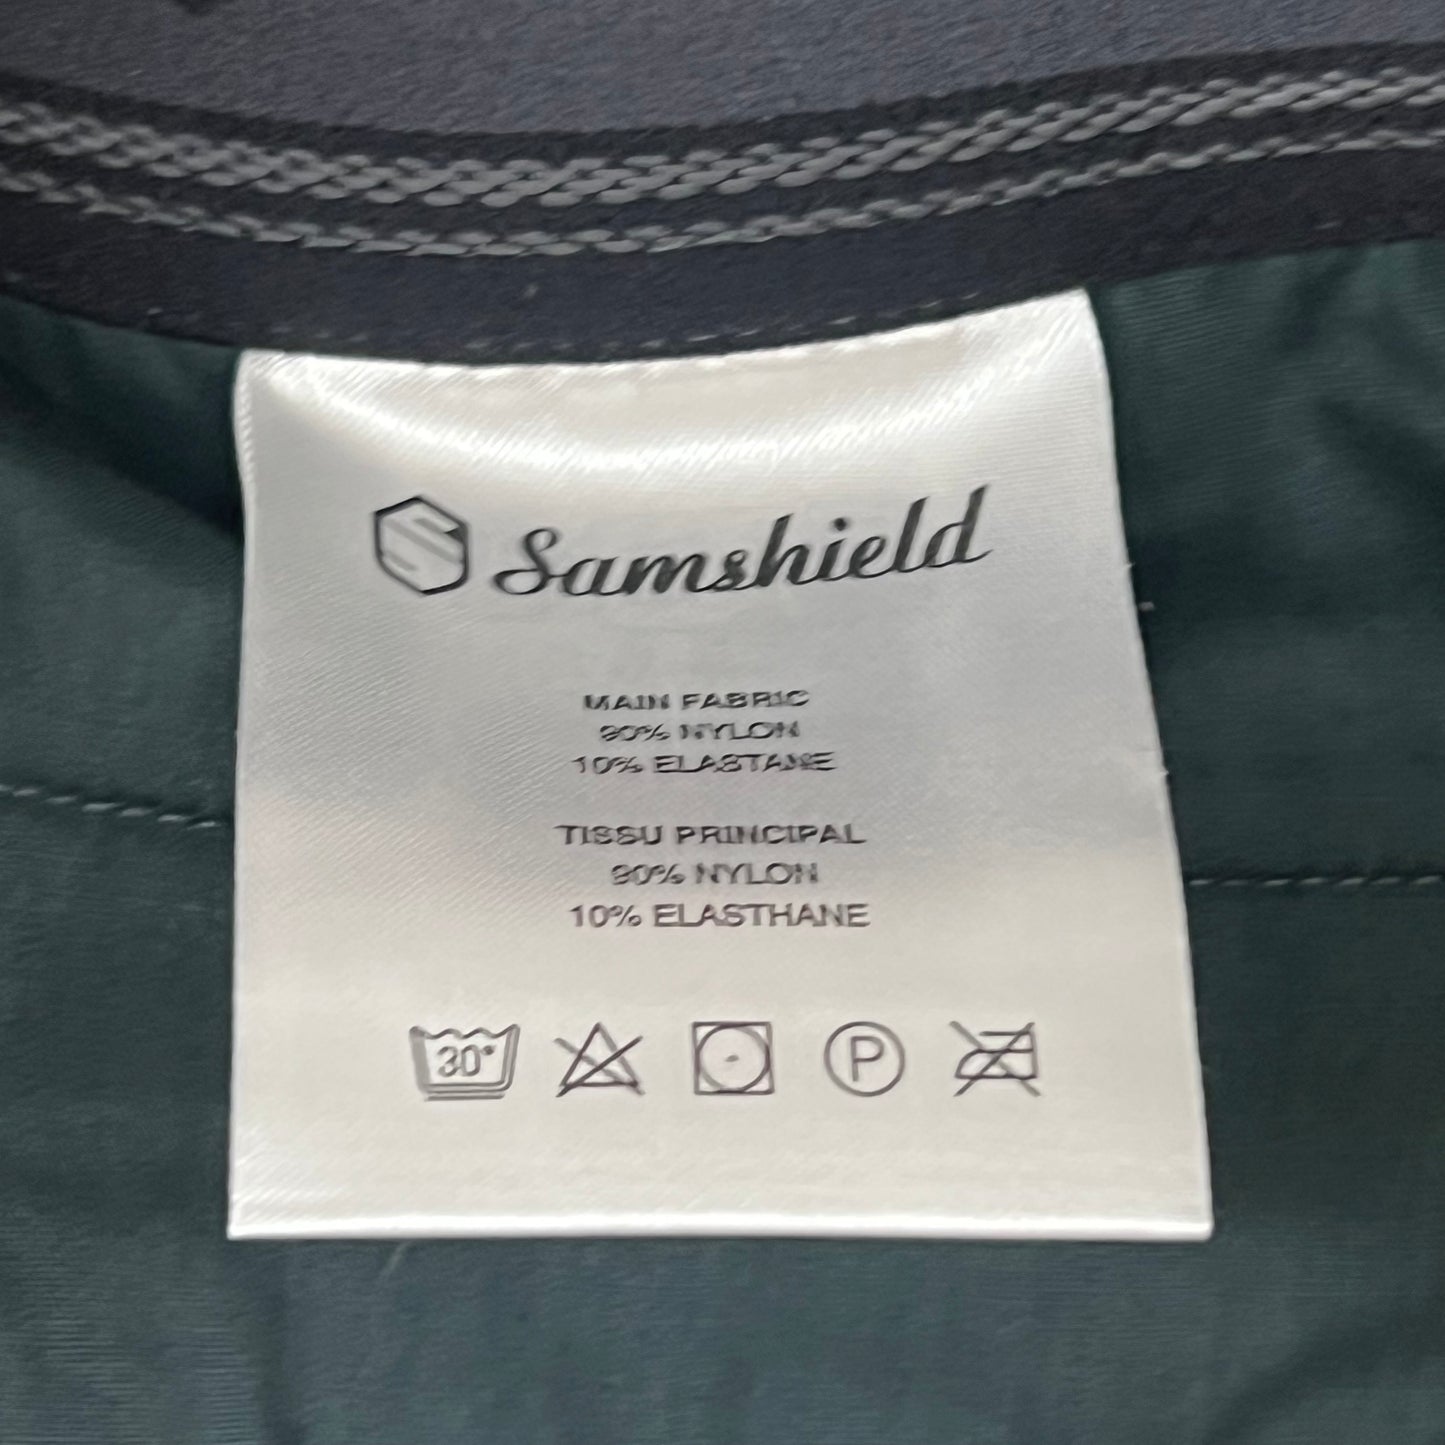 Samshield
MAIN FABRIC
90% NYLON
10% ELASTANE
TISSU PRINCIPAL
90% NYLON
10% ELASTHANE
30°
P